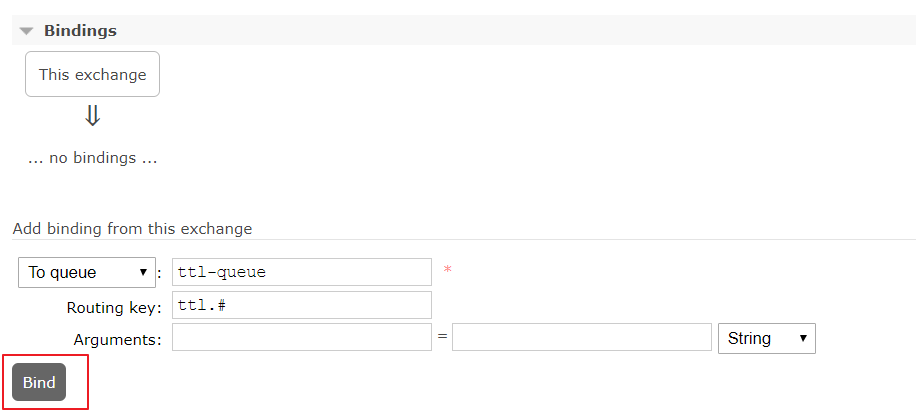 Bindings
This exchange
⇓
... no bindings ...
Add binding from this exchange
To queue : ttl-queue *
Routing key: ttl.#
Arguments: = String
Bind